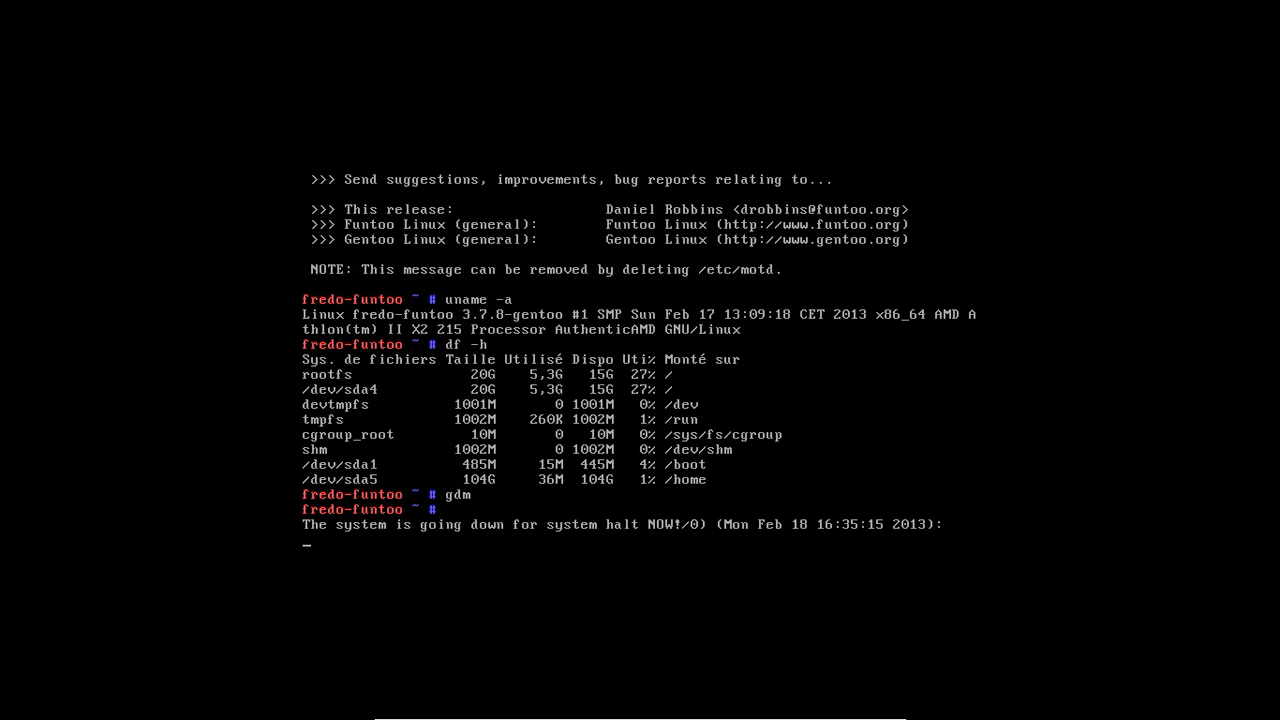 >>> Send suggestions, improvements, bug reports relating to...
>>> This release: Daniel Robbins <drobbins@funtoo.org>
>>> Funtoo Linux (general): Funtoo Linux (http://www.funtoo.org)
>>> Gentoo Linux (general): Gentoo Linux (http://www.gentoo.org)
NOTE: This message can be removed by deleting /etc/motd.
fredo-funtoo ~ # uname -a
Linux fredo-funtoo 3.7.8-gentoo #1 SMP Sun Feb 17 13:09:18 CET 2013 x86_64 AMD A
thlon(tm) II X2 215 Processor AuthenticAMD GNU/Linux
fredo-funtoo ~ # df -h
Sys. de fichiers Taille Utilisé Dispo Uti% Monté sur
rootfs 20G 5,3G 15G 27% /
/dev/sda4 20G 5,3G 15G 27% /
devtmpfs 1001M 0 1001M 0% /dev
tmpfs 1002M 260K 1002M 1% /run
cgroup_root 10M 0 10M 0% /sys/fs/cgroup
shm 1002M 0 1002M 0% /dev/shm
/dev/sda1 485M 15M 445M 4% /boot
/dev/sda5 104G 36M 104G 1% /home
fredo-funtoo ~ # gdm
fredo-funtoo ~ #
The system is going down for system halt NOW!/0) (Mon Feb 18 16:35:15 2013):
_